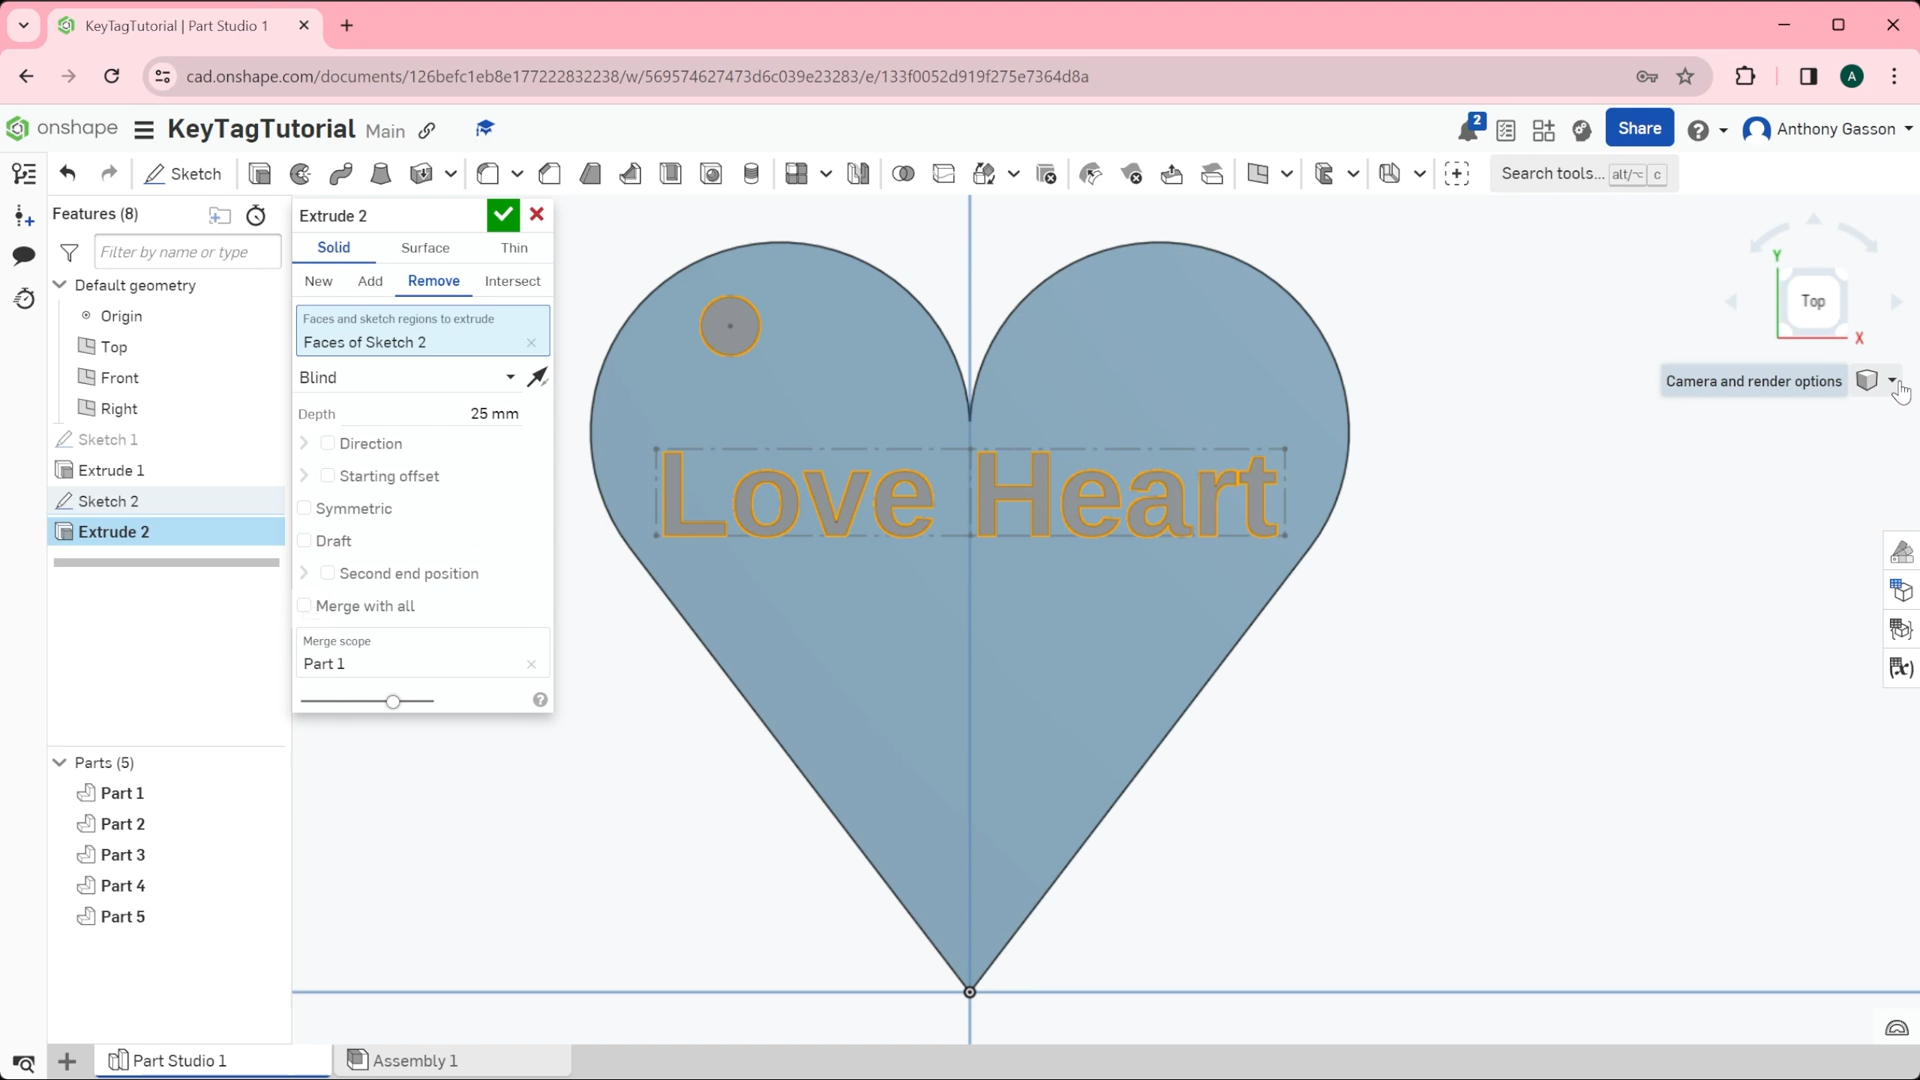 KeyTagTutorial | Part Studio 1
cad.onshape.com/documents/126befc1eb8e177222832238/w/569574627473d6c039e23283/e/133f0052d919f275e7364d8a
A
onshape
KeyTagTutorial Main
2
Share
Anthony Gasson
Sketch
Search tools... alt/⌥ c
Features (8)
Filter by name or type
Default geometry
Origin
Top
Front
Right
Sketch 1
Extrude 1
Sketch 2
Extrude 2
Parts (5)
Part 1
Part 2
Part 3
Part 4
Part 5
Extrude 2
Solid Surface Thin
New Add Remove Intersect
Faces and sketch regions to extrude
Faces of Sketch 2
Blind
Depth 25 mm
Direction
Starting offset
Symmetric
Draft
Second end position
Merge with all
Merge scope
Part 1
Love Heart
Y
Top
X
Camera and render options
(x)
Part Studio 1
Assembly 1